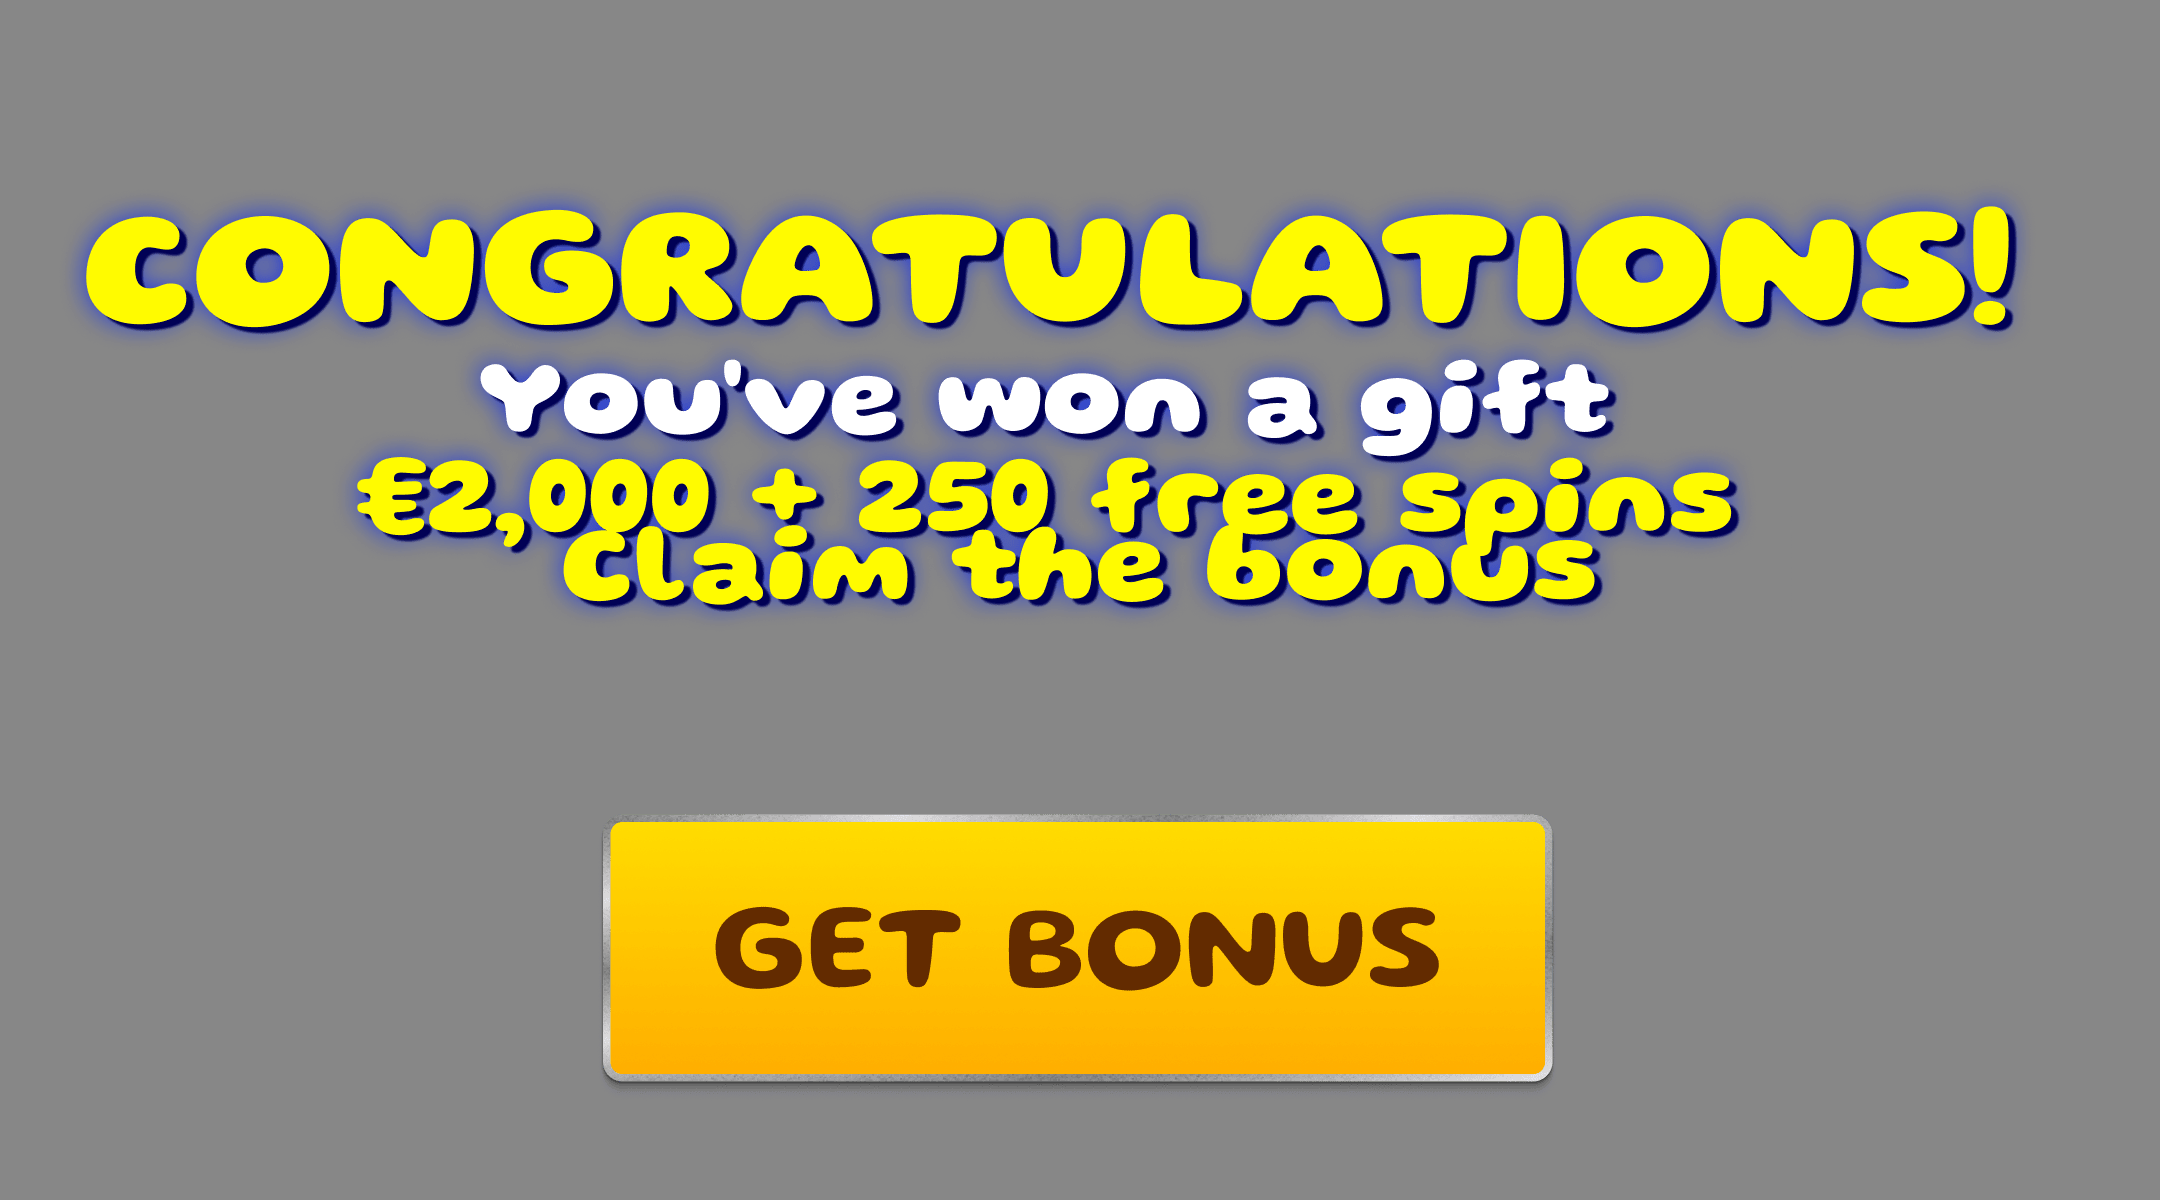 CONGRATULATIONS!
You've won a gift
€2,000 + 250 free spins
Claim the bonus
GET BONUS